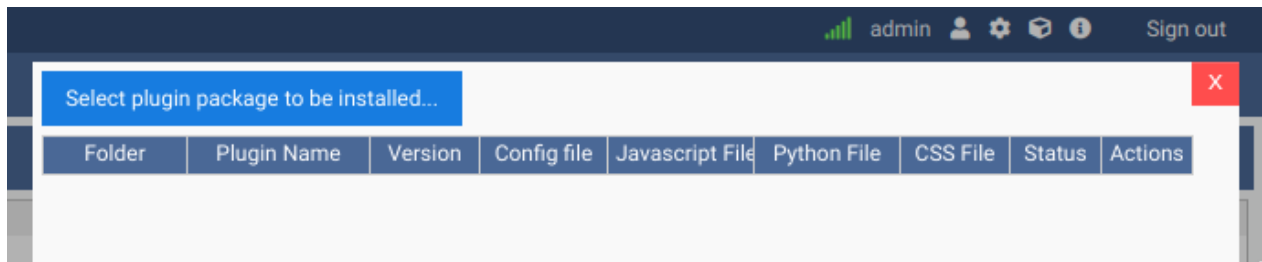 admin Sign out
Select plugin package to be installed... X
Folder Plugin Name Version Config file Javascript File Python File CSS File Status Actions